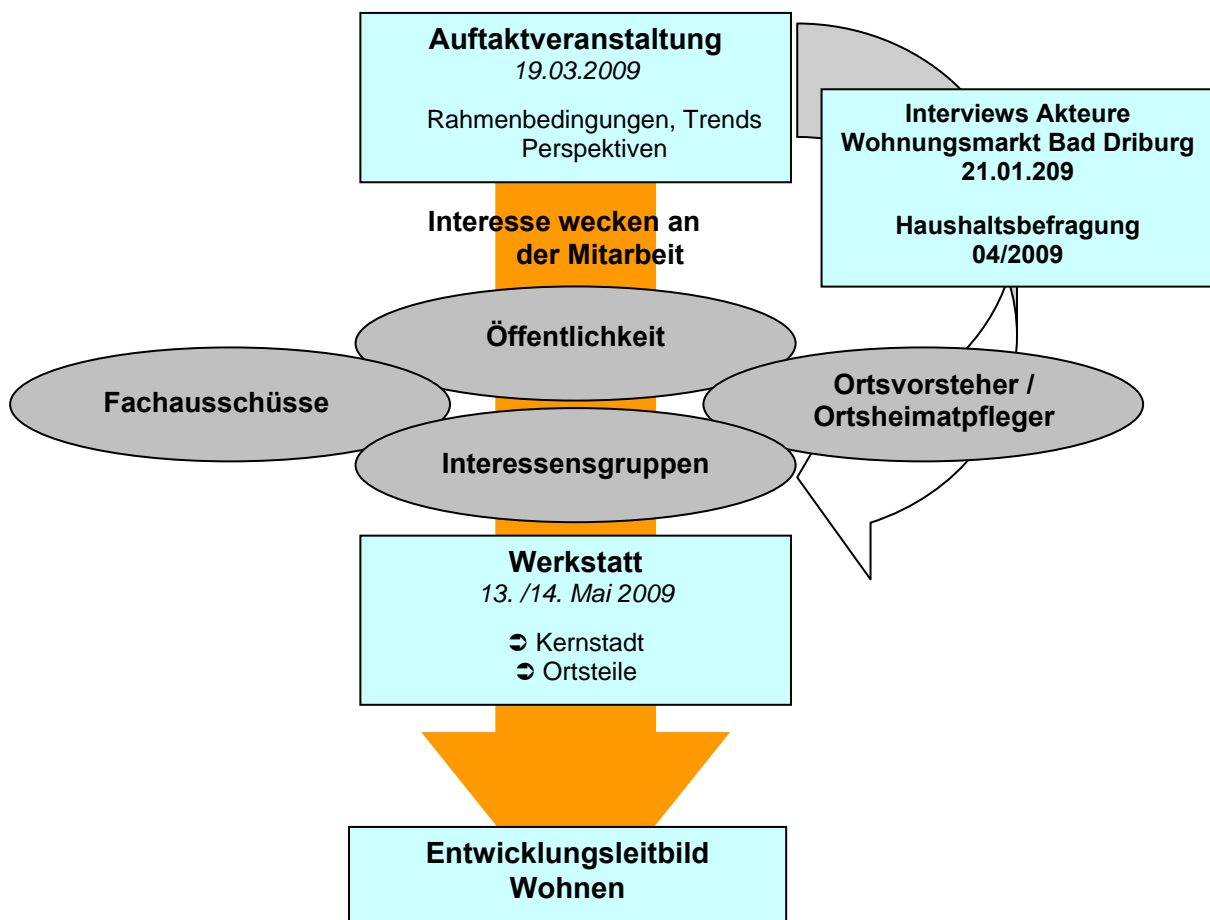 Auftaktveranstaltung
19.03.2009
Rahmenbedingungen, Trends
Perspektiven
Interviews Akteure
Wohnungsmarkt Bad Driburg
21.01.209
Haushaltsbefragung
04/2009
Interesse wecken an
der Mitarbeit
Öffentlichkeit
Fachausschüsse
Ortsvorsteher /
Ortsheimatpfleger
Interessensgruppen
Werkstatt
13. /14. Mai 2009
➲ Kernstadt
➲ Ortsteile
Entwicklungsleitbild
Wohnen